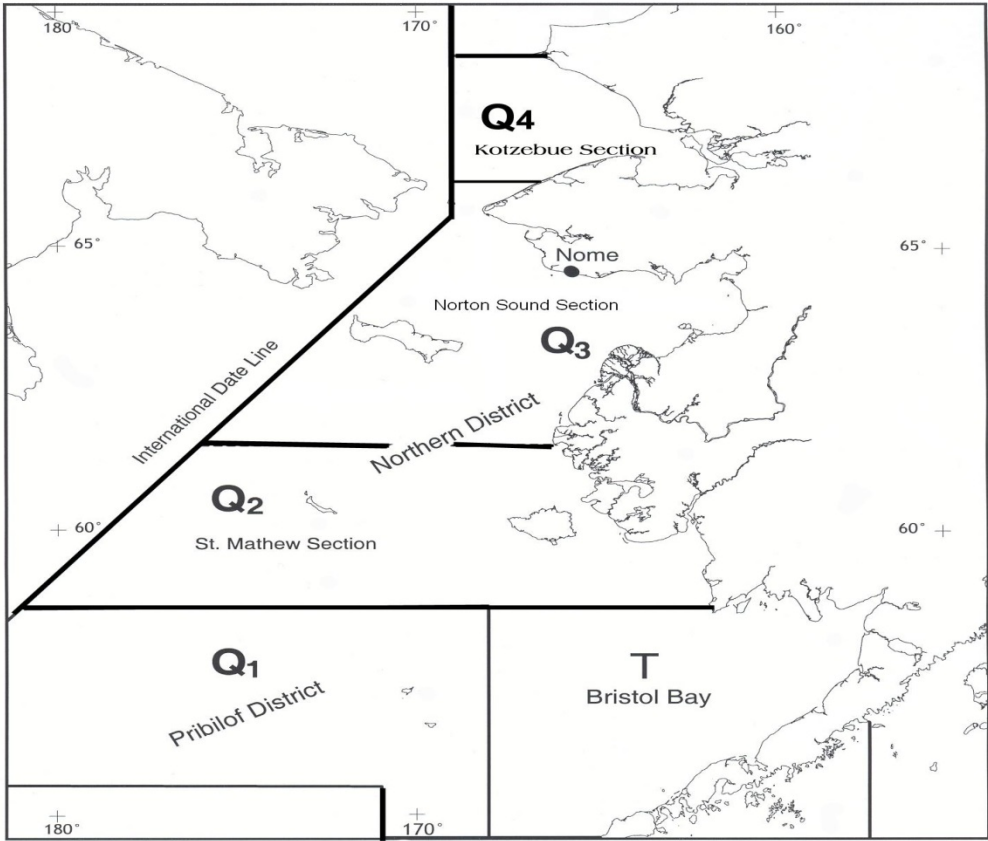 180°
170°
160°
Q4
Kotzebue Section
65°
65°
Nome
Norton Sound Section
Q3
International Date Line
Northern District
Q2
60°
60°
St. Mathew Section
Q1
T
Pribilof District
Bristol Bay
180°
170°
160°